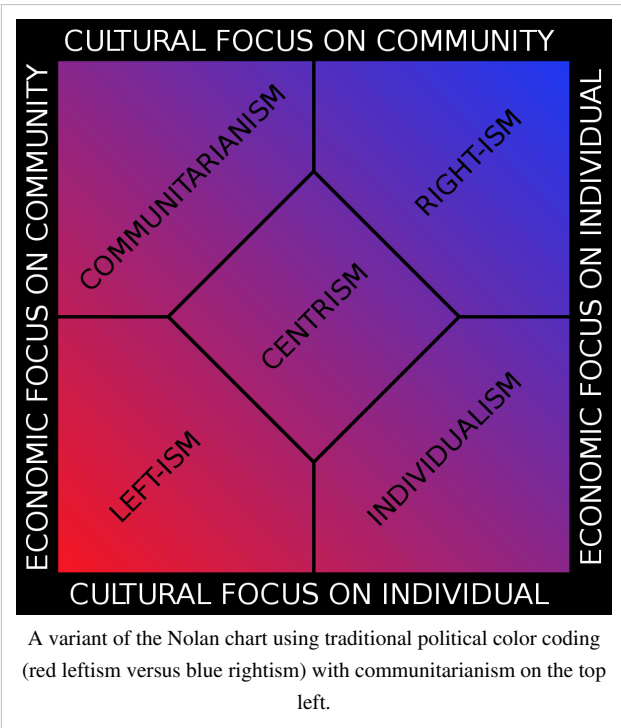 CULTURAL FOCUS ON COMMUNITY
ECONOMIC FOCUS ON COMMUNITY
COMMUNITARIANISM
RIGHT-ISM
CENTRISM
LEFT-ISM
INDIVIDUALISM
ECONOMIC FOCUS ON INDIVIDUAL
CULTURAL FOCUS ON INDIVIDUAL
A variant of the Nolan chart using traditional political color coding
(red leftism versus blue rightism) with communitarianism on the top
left.